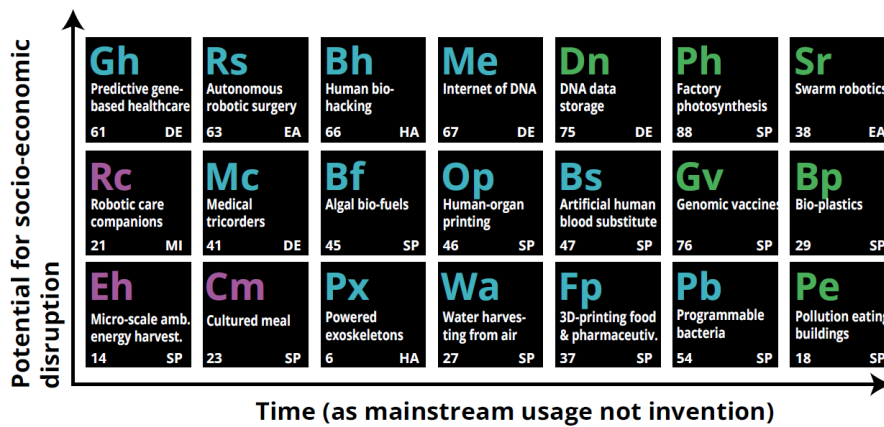 Potential for socio-economic
disruption
Gh
Predictive gene-
based healthcare
61 DE
Rs
Autonomous
robotic surgery
63 EA
Bh
Human bio-
hacking
66 HA
Me
Internet of DNA
67 DE
Dn
DNA data
storage
75 DE
Ph
Factory
photosynthesis
88 SP
Sr
Swarm robotics
38 EA
Rc
Robotic care
companions
21 MI
Mc
Medical
tricorders
41 DE
Bf
Algal bio-fuels
45 SP
Op
Human-organ
printing
46 SP
Bs
Artificial human
blood substitute
47 SP
Gv
Genomic vaccines
76 SP
Bp
Bio-plastics
29 SP
Eh
Micro-scale amb.
energy harvest.
14 SP
Cm
Cultured meal
23 SP
Px
Powered
exoskeletons
6 HA
Wa
Water harves-
ting from air
27 SP
Fp
3D-printing food
& pharmaceutiv.
37 SP
Pb
Programmable
bacteria
54 SP
Pe
Pollution eating
buildings
18 SP
Time (as mainstream usage not invention)